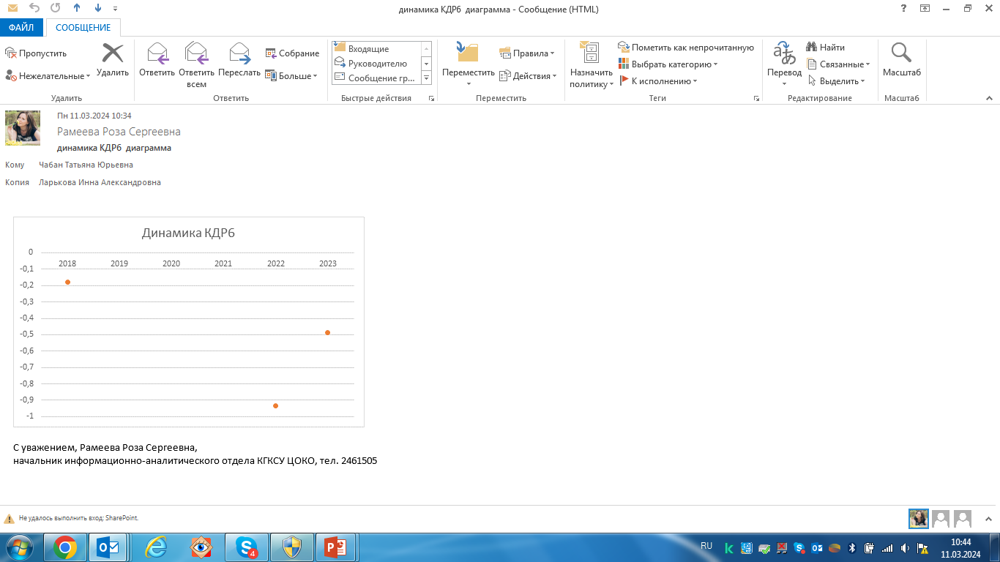 динамика КДР6 диаграмма - Сообщение (HTML)
ФАЙЛ СООБЩЕНИЕ
Пропустить
Нежелательные
Удалить
Удалить
Ответить
Ответить всем
Переслать
Собрание
Больше
Ответить
Входящие
Руководителю
Сообщение гр...
Быстрые действия
Переместить
Правила
Действия
Переместить
Назначить политику
Пометить как непрочитанную
Выбрать категорию
К исполнению
Теги
Перевод
Найти
Связанные
Выделить
Редактирование
Масштаб
Масштаб
Пн 11.03.2024 10:34
Рамеева Роза Сергеевна
динамика КДР6 диаграмма
Кому Чабан Татьяна Юрьевна
Копия Ларькова Инна Александровна
Динамика КДР6
0
2018 2019 2020 2021 2022 2023
-0,1
-0,2
-0,3
-0,4
-0,5
-0,6
-0,7
-0,8
-0,9
-1
С уважением, Рамеева Роза Сергеевна,
начальник информационно-аналитического отдела КГКСУ ЦОКО, тел. 2461505
Не удалось выполнить вход: SharePoint.
RU
10:44
11.03.2024